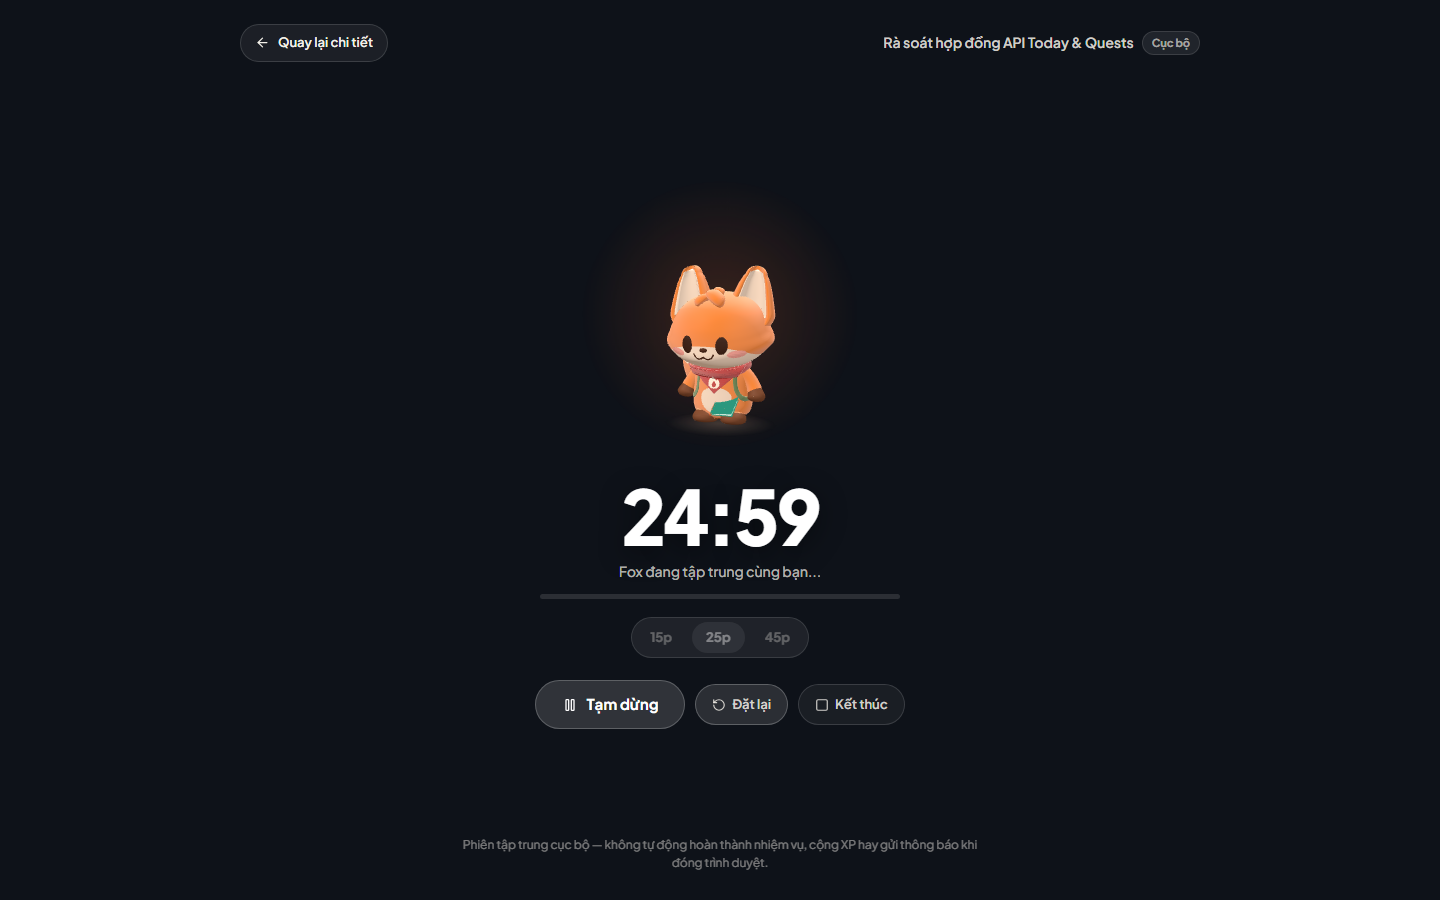 Quay lại chi tiết
Rà soát hợp đồng API Today & Quests
Cục bộ
24:59
Fox đang tập trung cùng bạn...
15p 25p 45p
Tạm dừng
Đặt lại
Kết thúc
Phiên tập trung cục bộ — không tự động hoàn thành nhiệm vụ, cộng XP hay gửi thông báo khi
đóng trình duyệt.